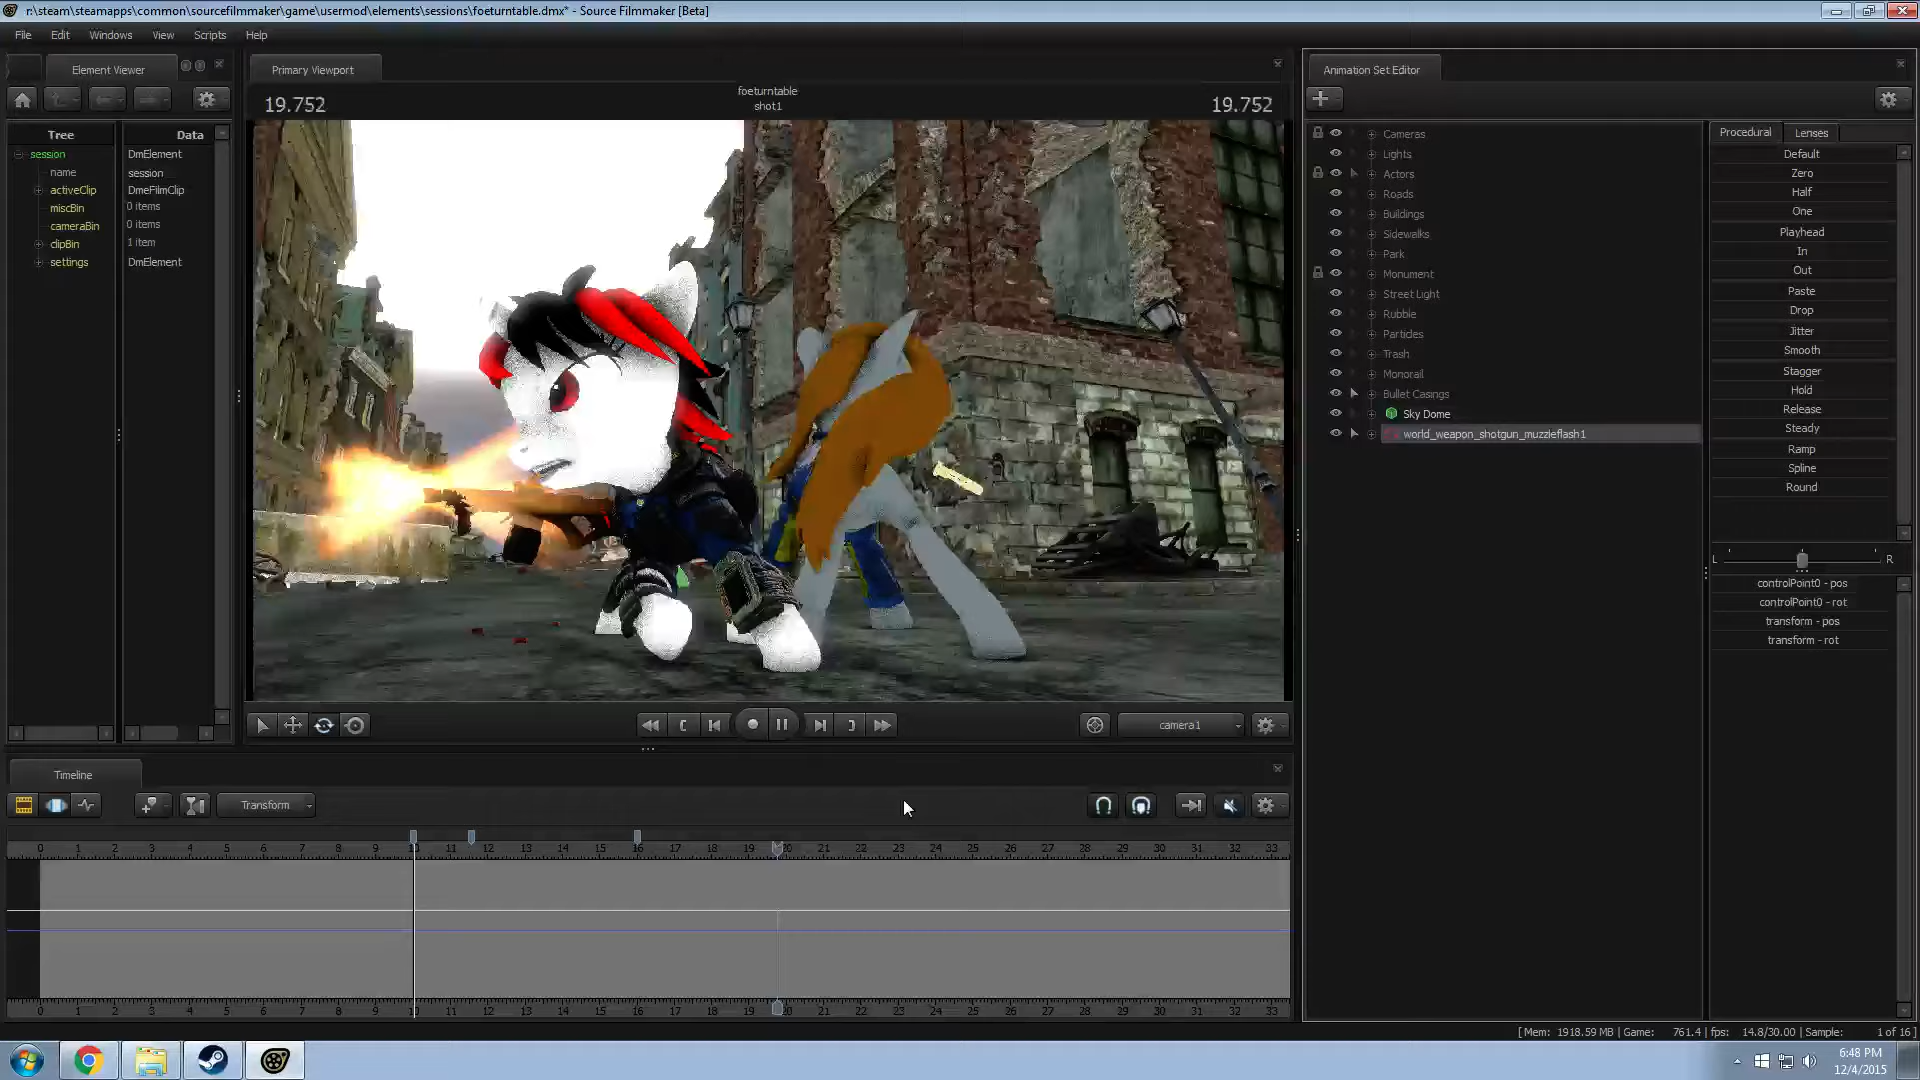 r:\steam\steamapps\common\sourcefilmmaker\game\usermod\elements\sessions\foeturntable.dmx* - Source Filmmaker [Beta]
File Edit Windows View Scripts Help
Element Viewer
Tree Data
session DmElement
name session
activeClip DmeFilmClip
miscBin 0 items
cameraBin 0 items
clipBin 1 item
settings DmElement
Primary Viewport
19.752 foeturntable 19.752
shot1
camera1
Animation Set Editor
Cameras
Lights
Actors
Roads
Buildings
Sidewalks
Park
Monument
Street Light
Rubble
Particles
Trash
Monorail
Bullet Casings
Sky Dome
world_weapon_shotgun_muzzleflash1
Procedural Lenses
Default
Zero
Half
One
Playhead
In
Out
Paste
Drop
Jitter
Smooth
Stagger
Hold
Release
Steady
Ramp
Spline
Round
L R
controlPoint0 - pos
controlPoint0 - rot
transform - pos
transform - rot
Timeline
Transform
0 1 2 3 4 5 6 7 8 9 10 11 12 13 14 15 16 17 18 19 20 21 22 23 24 25 26 27 28 29 30 31 32 33
0 1 2 3 4 5 6 7 8 9 10 11 12 13 14 15 16 17 18 19 20 21 22 23 24 25 26 27 28 29 30 31 32 33
[ Mem: 1918.59 MB | Game: 761.4 | fps: 14.8/30.00 | Sample: 1 of 16 ]
6:48 PM
12/4/2015